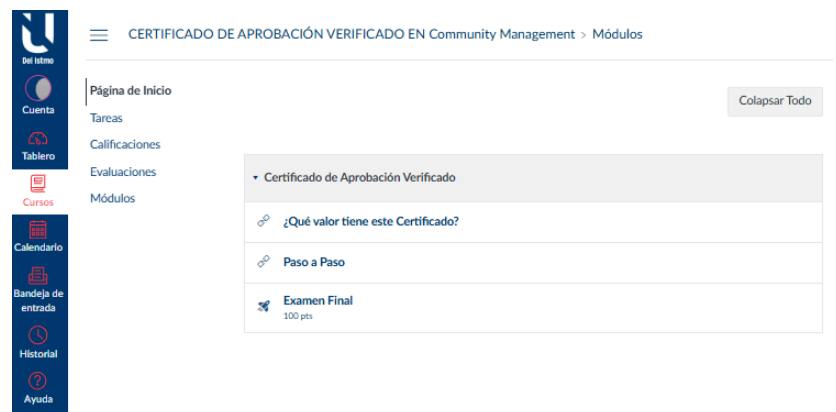 Del Istmo
Cuenta
Tablero
Cursos
Calendario
Bandeja de
entrada
Historial
Ayuda
CERTIFICADO DE APROBACIÓN VERIFICADO EN Community Management > Módulos
Página de Inicio
Tareas
Calificaciones
Evaluaciones
Módulos
Colapsar Todo
Certificado de Aprobación Verificado
¿Qué valor tiene este Certificado?
Paso a Paso
Examen Final
100 pts